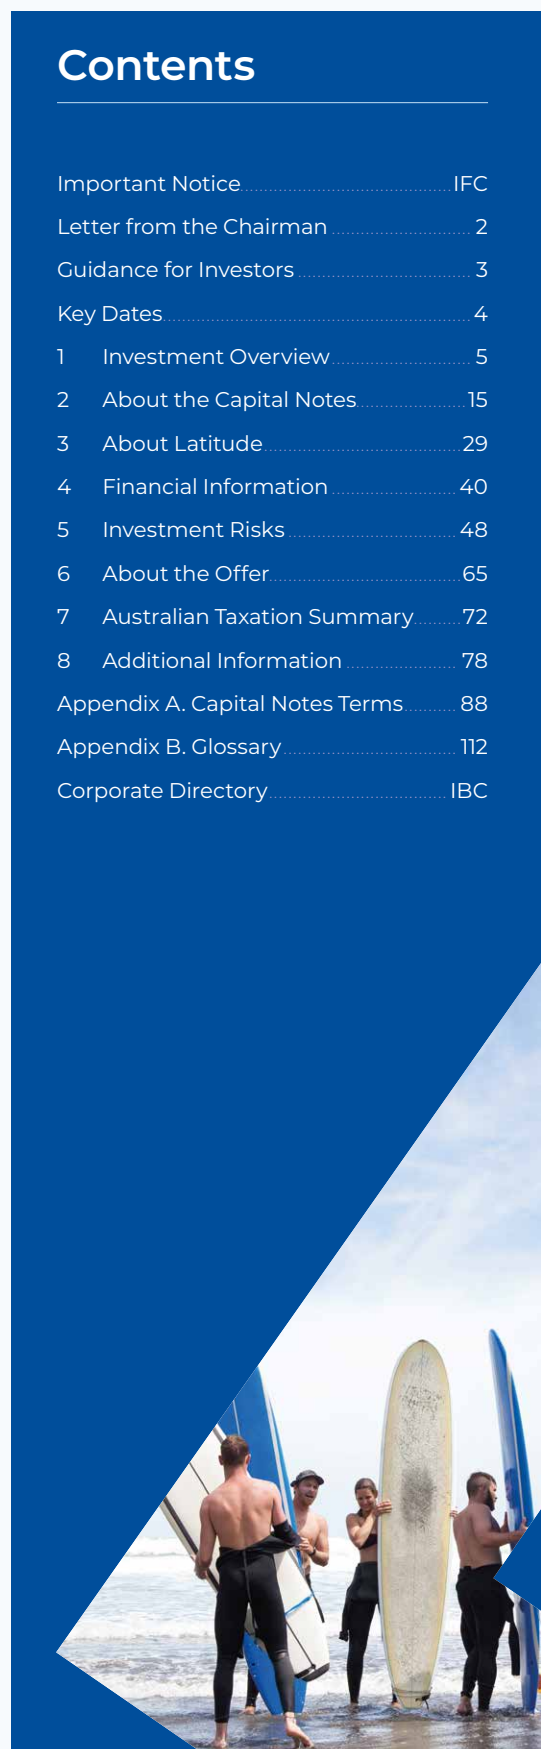 Contents
Important Notice IFC
Letter from the Chairman 2
Guidance for Investors 3
Key Dates 4
1 Investment Overview 5
2 About the Capital Notes 15
3 About Latitude 29
4 Financial Information 40
5 Investment Risks 48
6 About the Offer 65
7 Australian Taxation Summary 72
8 Additional Information 78
Appendix A. Capital Notes Terms 88
Appendix B. Glossary 112
Corporate Directory IBC